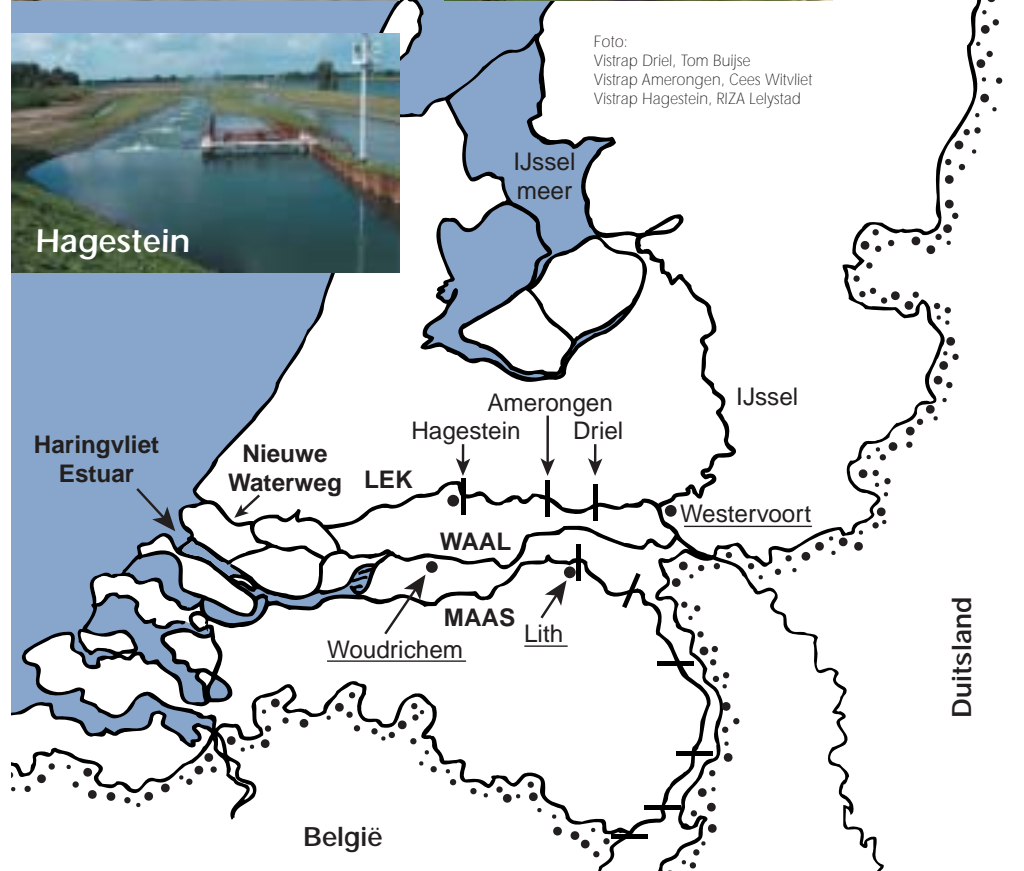 Foto:
Vistrap Driel, Tom Buijse
Vistrap Amerongen, Cees Witvliet
Vistrap Hagestein, RIZA Lelystad
Hagestein
IJssel
meer
IJssel
Amerongen
Hagestein
Driel
Haringvliet
Estuar
Nieuwe
Waterweg
LEK
Westervoort
WAAL
MAAS
Lith
Woudrichem
Duitsland
België